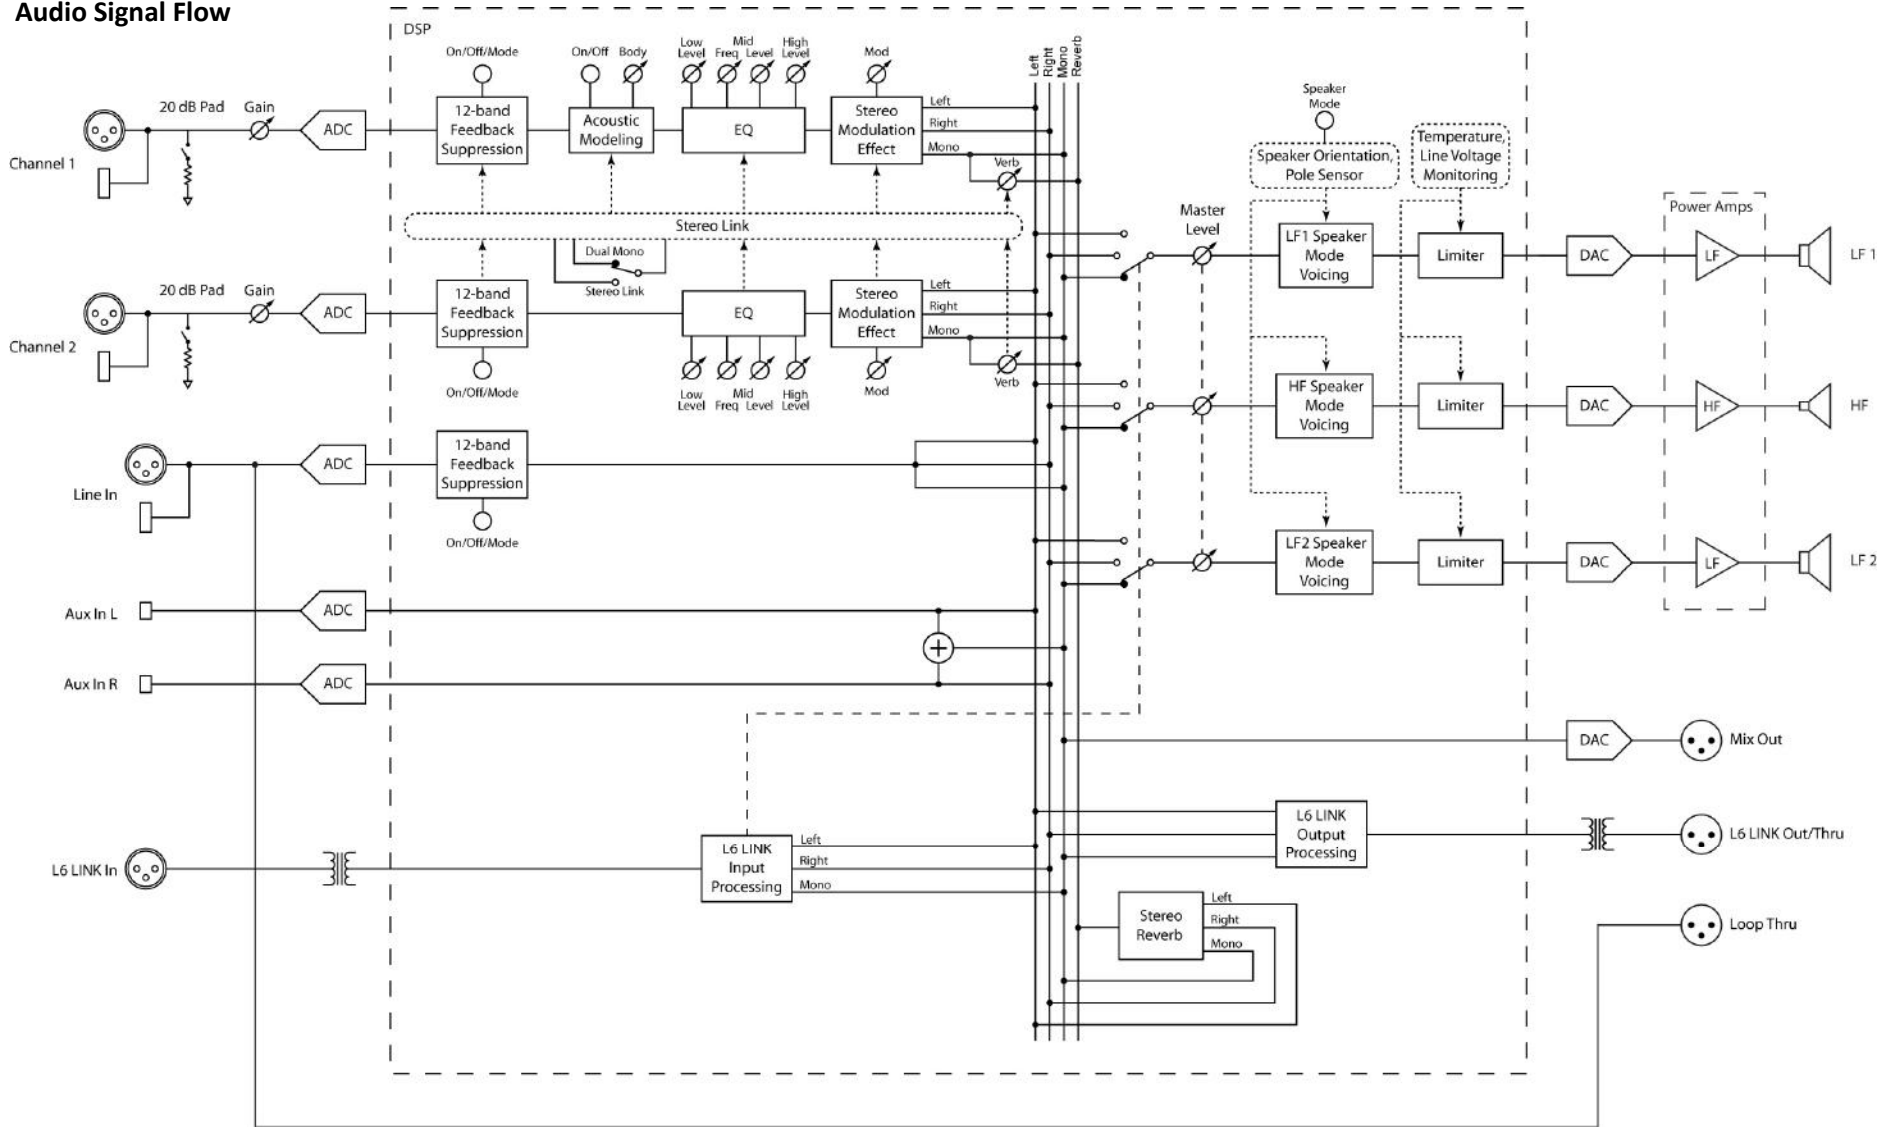 Audio Signal Flow
DSP
On/Off/Mode
On/Off
Body
Low
Level
Mid
Freq
Level
High
Level
Mod
Left
Right
Mono
Reverb
Channel 1
20 dB Pad
Gain
ADC
12-band
Feedback
Suppression
Acoustic
Modeling
EQ
Stereo
Modulation
Effect
Left
Right
Mono
Verb
Speaker
Mode
Speaker Orientation,
Pole Sensor
Temperature,
Line Voltage
Monitoring
Stereo Link
Dual Mono
Stereo Link
Master
Level
LF1 Speaker
Mode
Voicing
Limiter
DAC
Power Amps
LF
LF 1
Channel 2
20 dB Pad
Gain
ADC
12-band
Feedback
Suppression
On/Off/Mode
EQ
Low
Level
Mid
Freq
Level
High
Level
Stereo
Modulation
Effect
Mod
Left
Right
Mono
Verb
HF Speaker
Mode
Voicing
Limiter
DAC
HF
HF
Line In
ADC
12-band
Feedback
Suppression
On/Off/Mode
LF2 Speaker
Mode
Voicing
Limiter
DAC
LF
LF 2
Aux In L
ADC
+
Aux In R
ADC
DAC
Mix Out
L6 LINK In
L6 LINK
Input
Processing
Left
Right
Mono
L6 LINK
Output
Processing
L6 LINK Out/Thru
Stereo
Reverb
Left
Right
Mono
Loop Thru